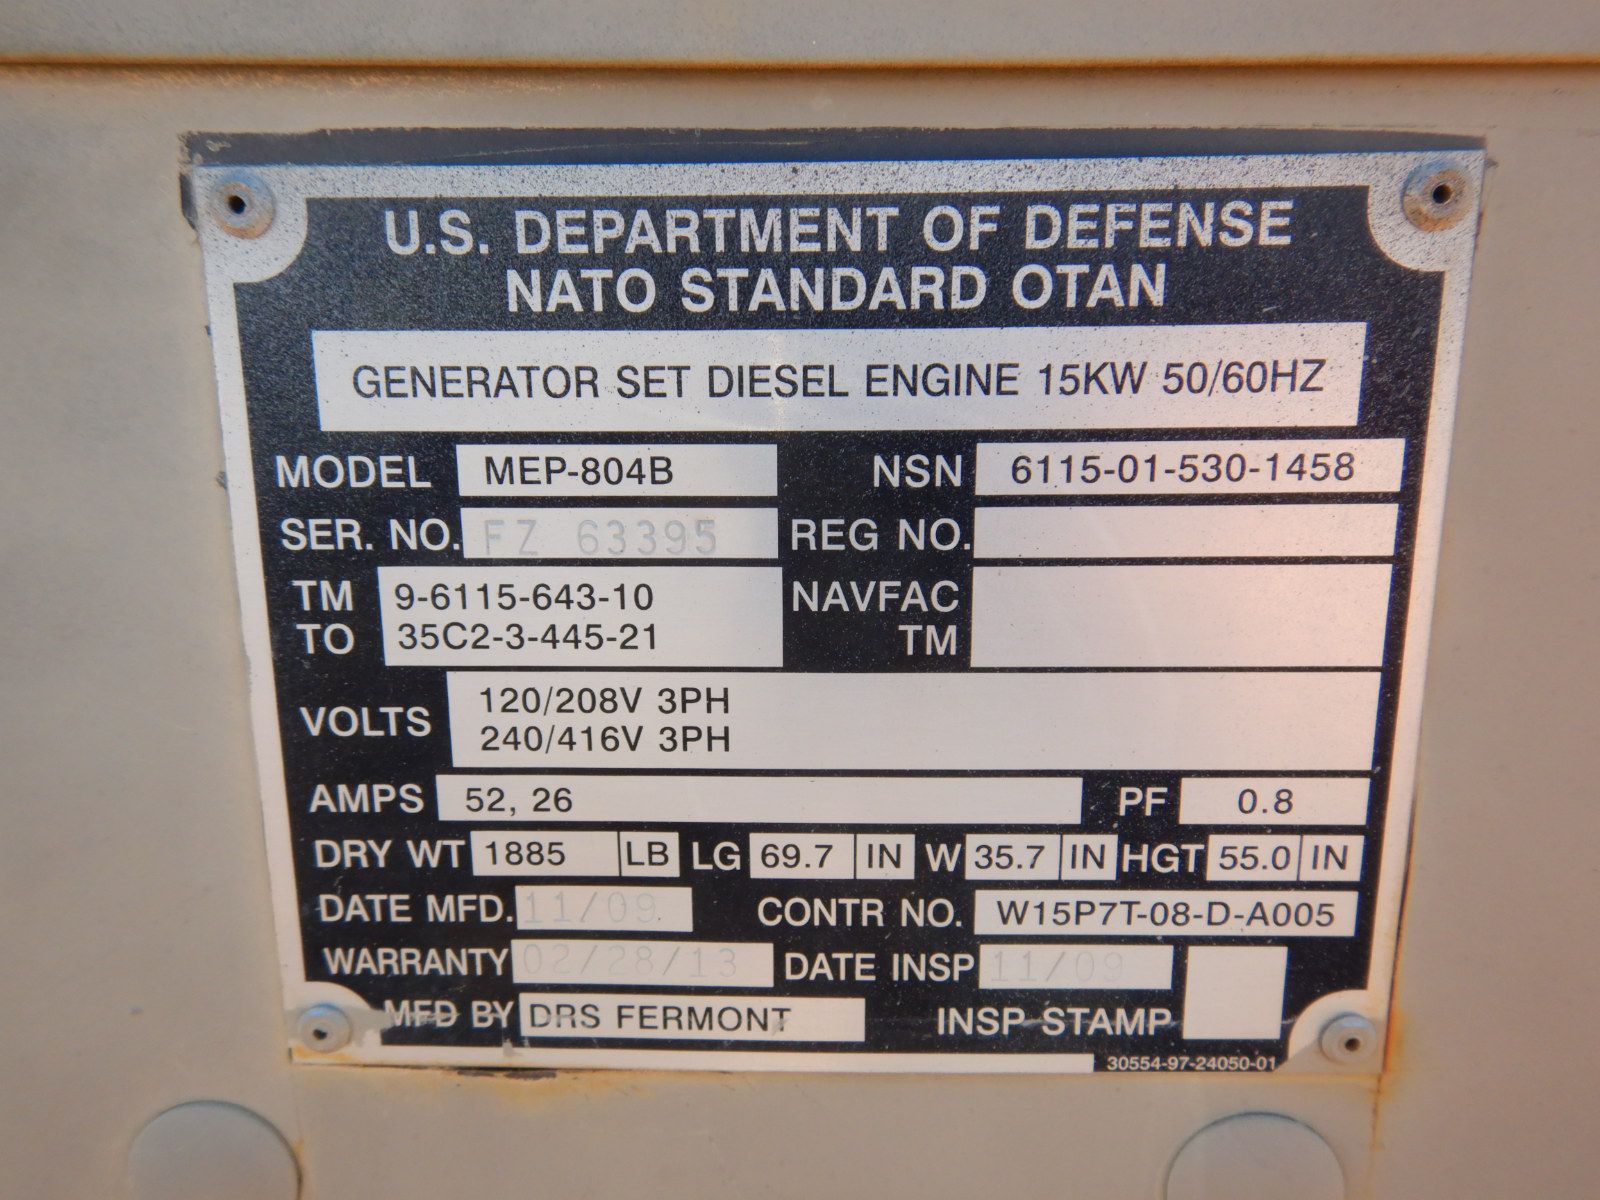 U.S. DEPARTMENT OF DEFENSE
NATO STANDARD OTAN
GENERATOR SET DIESEL ENGINE 15KW 50/60HZ
MODEL MEP-804B NSN 6115-01-530-1458
SER. NO. FZ 63395 REG NO.
TM 9-6115-643-10 NAVFAC
TO 35C2-3-445-21 TM
VOLTS 120/208V 3PH
240/416V 3PH
AMPS 52, 26 PF 0.8
DRY WT 1885 LB LG 69.7 IN W 35.7 IN HGT 55.0 IN
DATE MFD. 11/09 CONTR NO. W15P7T-08-D-A005
WARRANTY 02/28/13 DATE INSP 11/09
MFD BY DRS FERMONT INSP STAMP
30554-97-24050-01